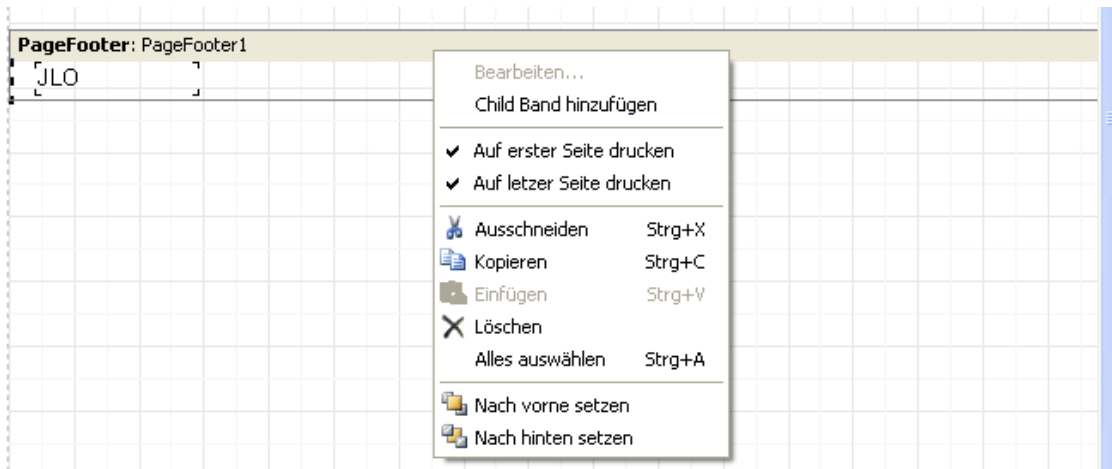 PageFooter: PageFooter1
JLO
Bearbeiten...
Child Band hinzufügen
Auf erster Seite drucken
Auf letzer Seite drucken
Ausschneiden Strg+X
Kopieren Strg+C
Einfügen Strg+V
Löschen
Alles auswählen Strg+A
Nach vorne setzen
Nach hinten setzen